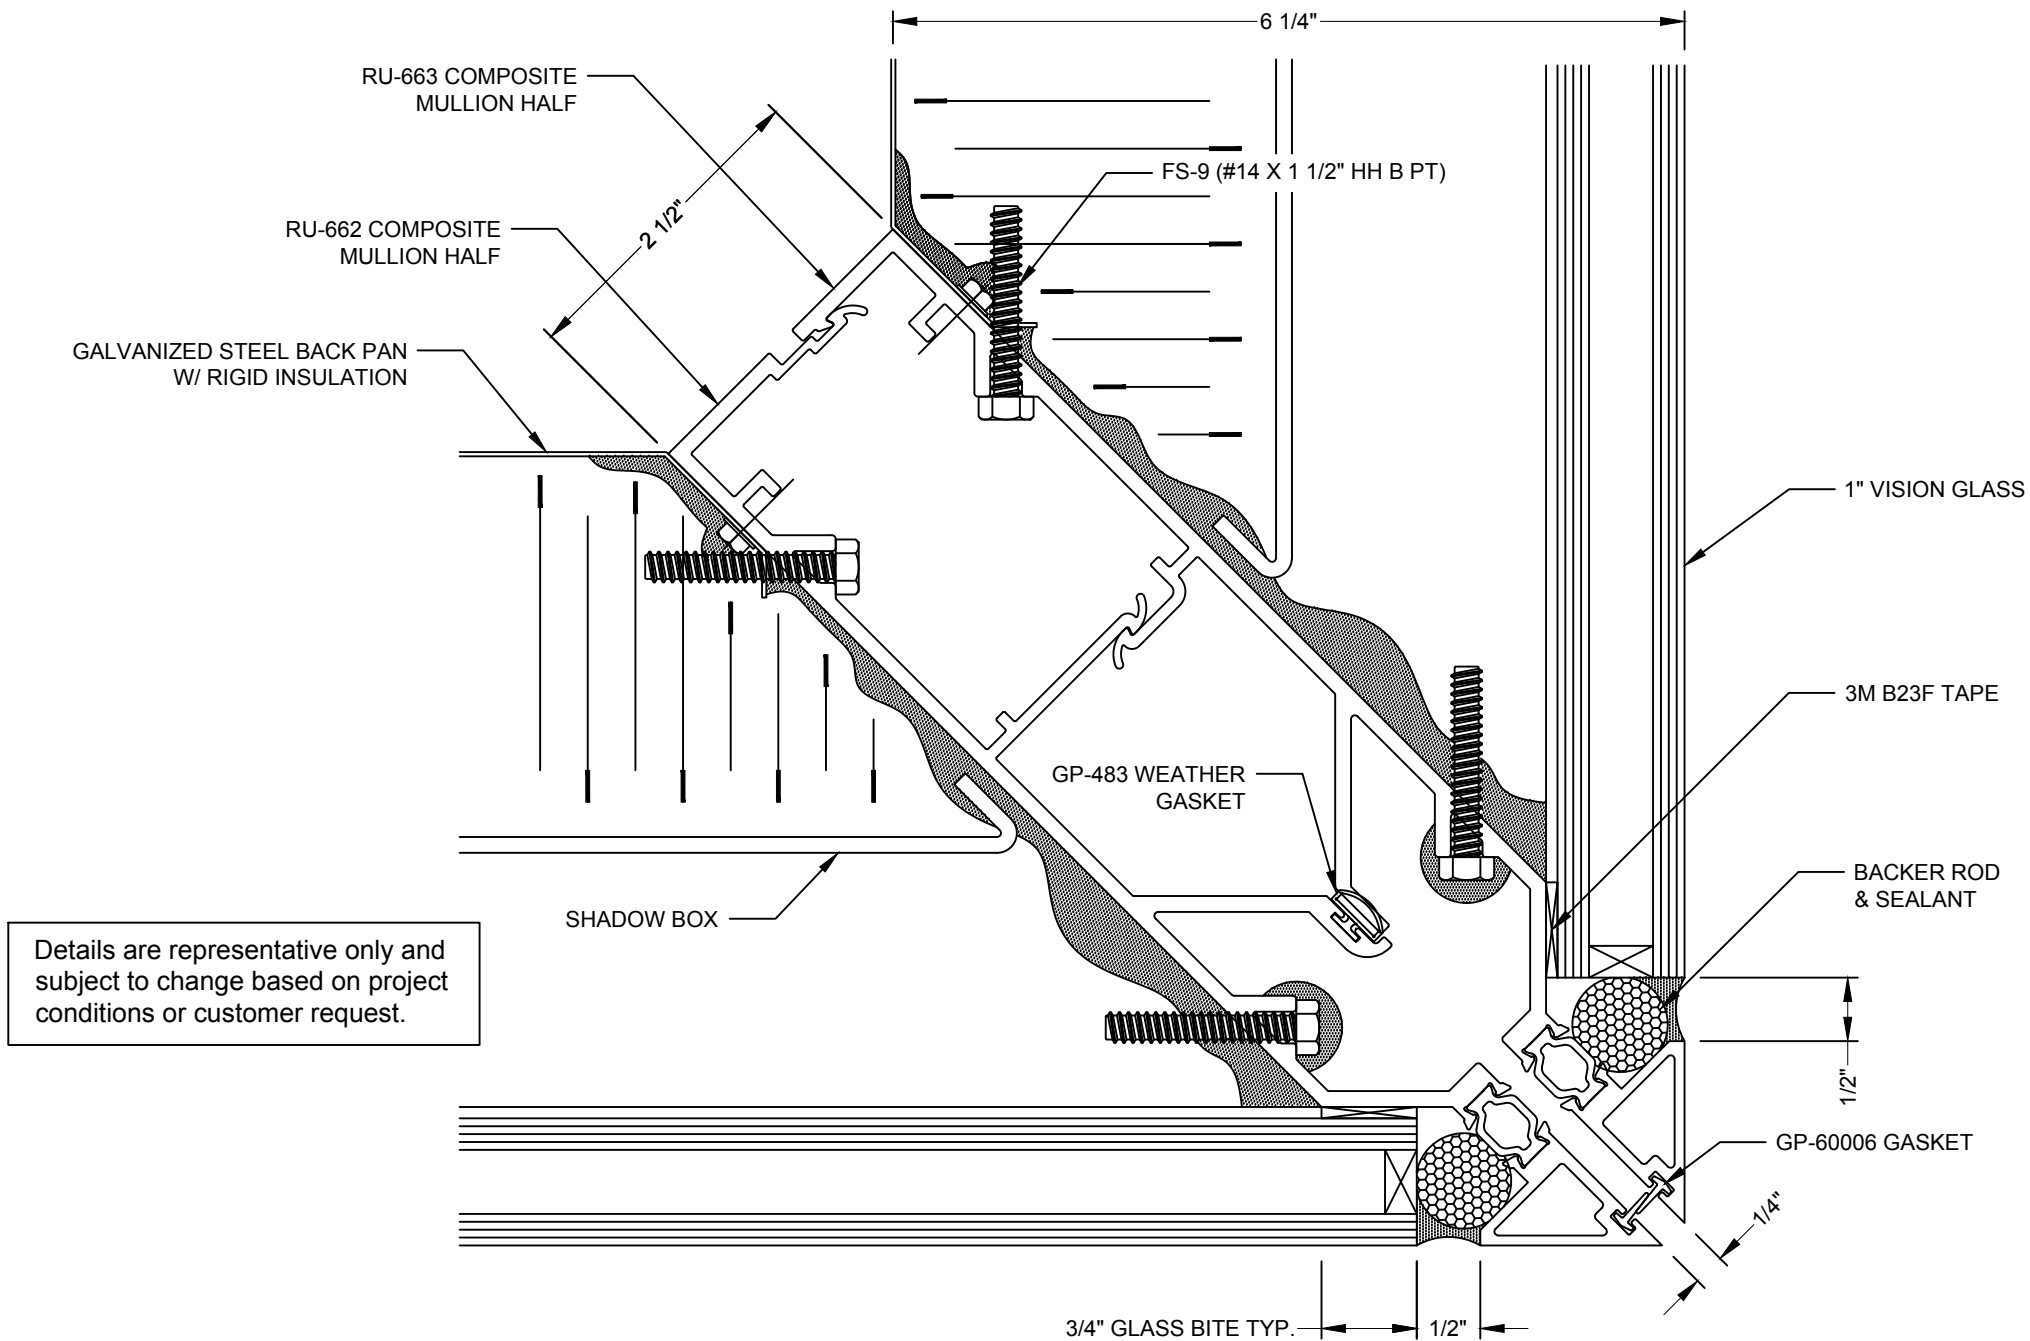 6 1/4"
RU-663 COMPOSITE
MULLION HALF
FS-9 (#14 X 1 1/2" HH B PT)
2 1/2"
RU-662 COMPOSITE
MULLION HALF
GALVANIZED STEEL BACK PAN
W/ RIGID INSULATION
1" VISION GLASS
3M B23F TAPE
GP-483 WEATHER
GASKET
BACKER ROD
& SEALANT
SHADOW BOX
Details are representative only and
subject to change based on project
conditions or customer request.
1/2"
GP-60006 GASKET
1/4"
3/4" GLASS BITE TYP.
1/2"